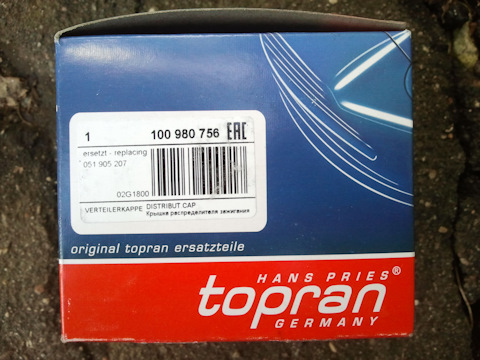 1 100 980 756 EAC
ersetzt - replacing
051 905 207
02G1800
VERTEILERKAPPE DISTRIBUT CAP
Крышка распределителя зажигания
original topran ersatzteile
HANS PRIES®
topran
GERMANY